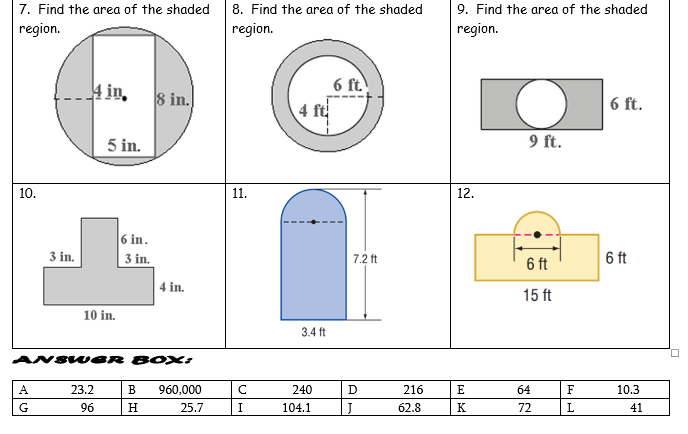 7. Find the area of the shaded
region.
4 in.
8 in.
5 in.
8. Find the area of the shaded
region.
6 ft.
4 ft.
9. Find the area of the shaded
region.
6 ft.
9 ft.
10.
6 in.
3 in.
3 in.
4 in.
10 in.
11.
7.2 ft
3.4 ft
12.
6 ft
6 ft
15 ft
ANSWER BOX:
A 23.2 B 960,000 C 240 D 216 E 64 F 10.3
G 96 H 25.7 I 104.1 J 62.8 K 72 L 41